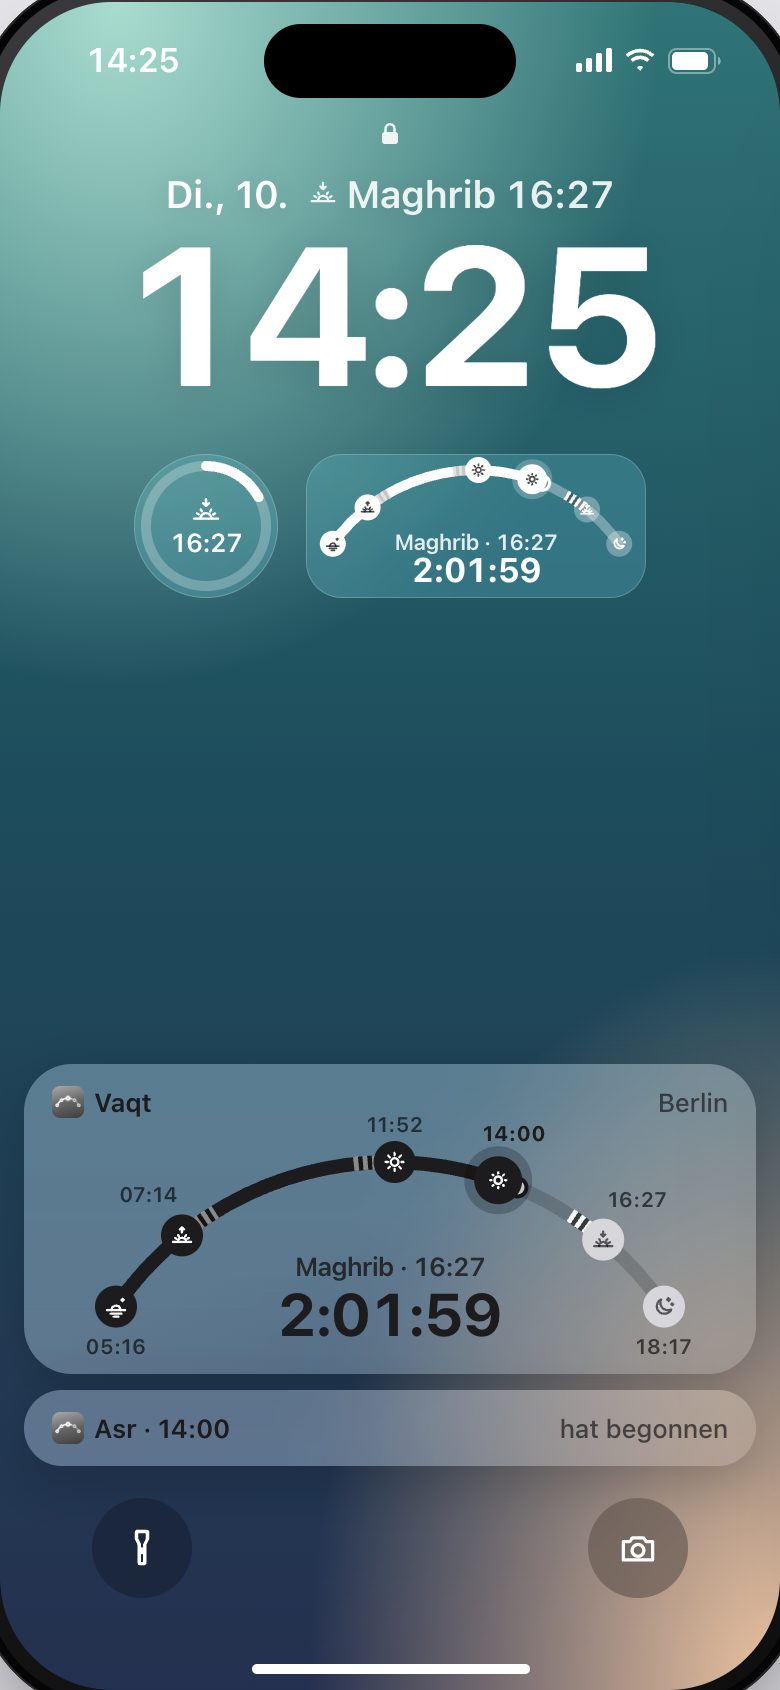 14:25
Di., 10. Maghrib 16:27
14:25
16:27
Maghrib · 16:27
2:01:59
Vaqt
Berlin
11:52
14:00
07:14
16:27
Maghrib · 16:27
2:01:59
05:16
18:17
Asr · 14:00
hat begonnen